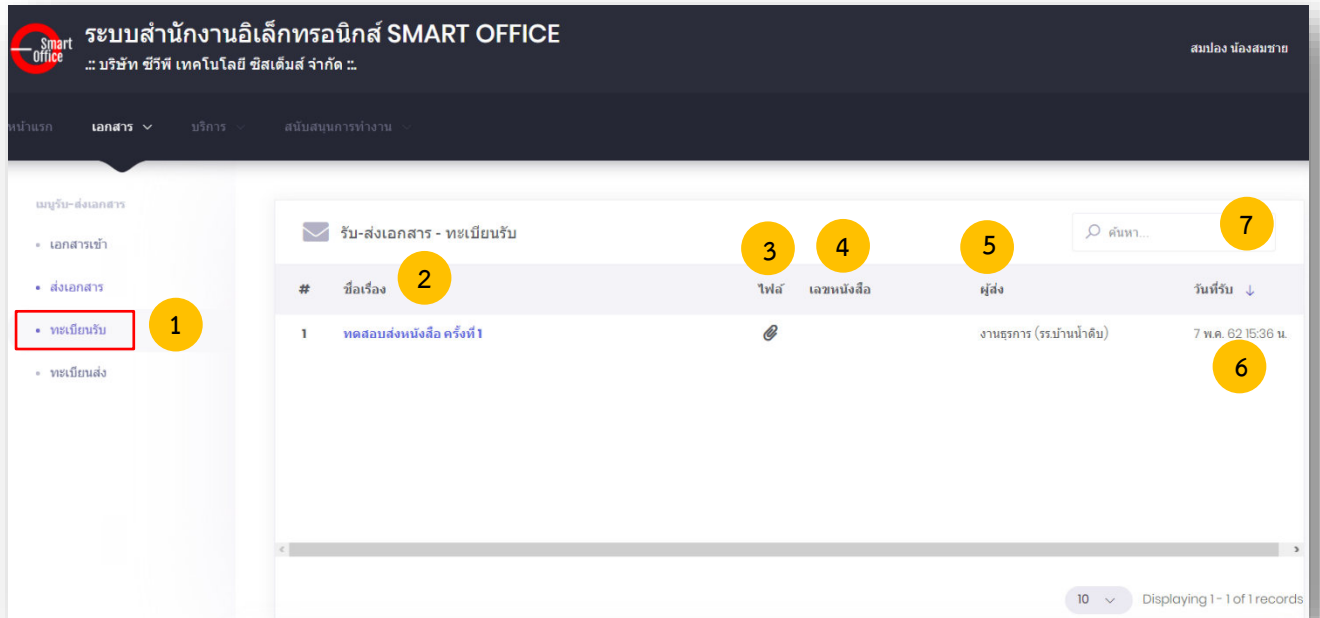 Smart
Office
ระบบสำนักงานอิเล็กทรอนิกส์ SMART OFFICE
.:: บริษัท ซีวีพี เทคโนโลยี ซิสเต็มส์ จำกัด ::.
สมปอง น้องสมชาย
หน้าแรก เอกสาร บริการ สนับสนุนการทำงาน
เมนูรับ-ส่งเอกสาร
เอกสารเข้า
ส่งเอกสาร
ทะเบียนรับ 1
ทะเบียนส่ง
รับ-ส่งเอกสาร - ทะเบียนรับ
ค้นหา... 7
2 3 4 5
# ชื่อเรื่อง ไฟล์ เลขหนังสือ ผู้ส่ง วันที่รับ ↓
1 ทดสอบส่งหนังสือ ครั้งที่ 1 งานธุรการ (รร.บ้านน้ำดิบ) 7 พ.ค. 62 15:36 น.
6
10 Displaying 1 - 1 of 1 records